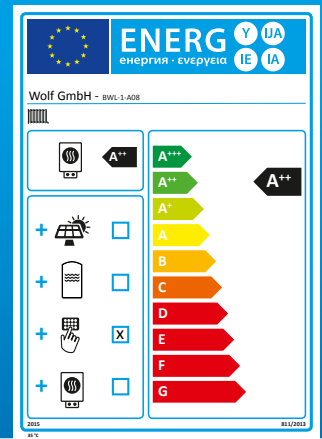 ENERG Y IJA
енергия · ενεργεια IE IA
Wolf GmbH - BWL-1-A08
A++
A+++
A++
A++
A+
A
B
C
D
X
E
F
G
2015
811/2013
35 °C